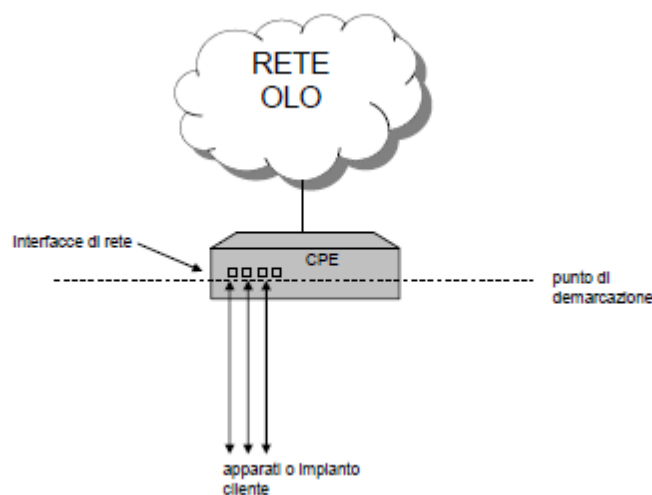 RETE
OLO
Interfacce di rete
CPE
punto di
demarcazione
apparati o impianto
cliente